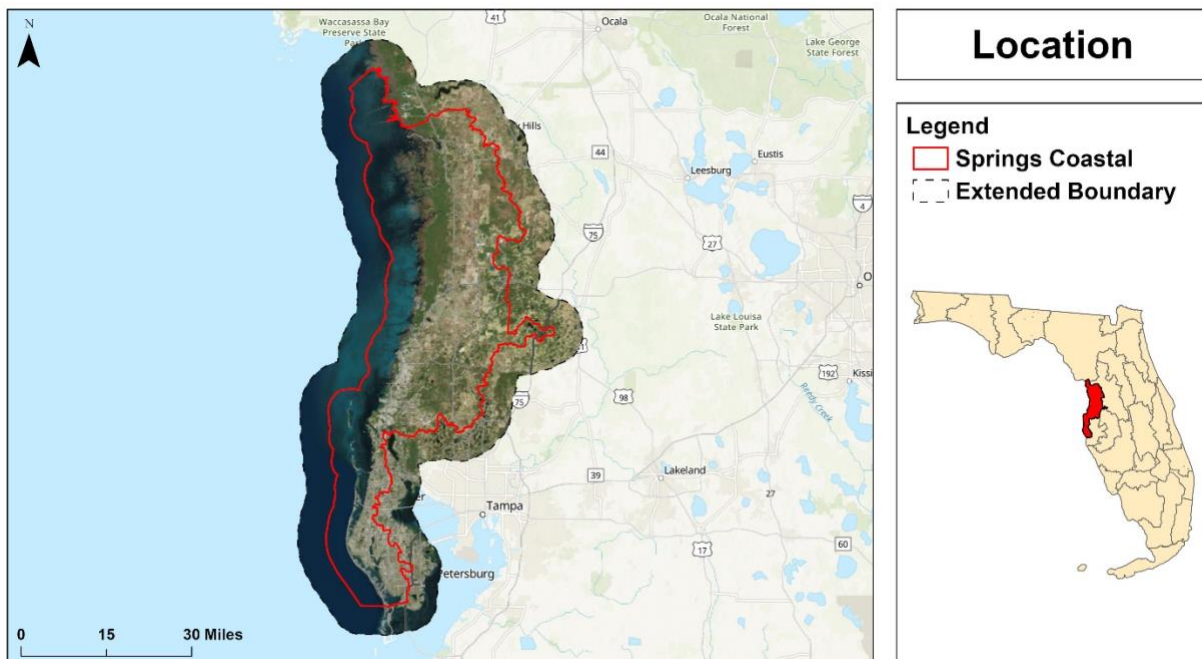 N
Waccasassa Bay
Preserve State
Par
41
Ocala
Ocala National
Forest
Lake George
State Forest
Hills
44
Leesburg
Eustis
4
75
27
Lake Louisa
State Park
192
Kissi
98
75
Reedy Creek
39
Lakeland
27
Tampa
17
60
Petersburg
0
15
30 Miles
Location
Legend
Springs Coastal
Extended Boundary